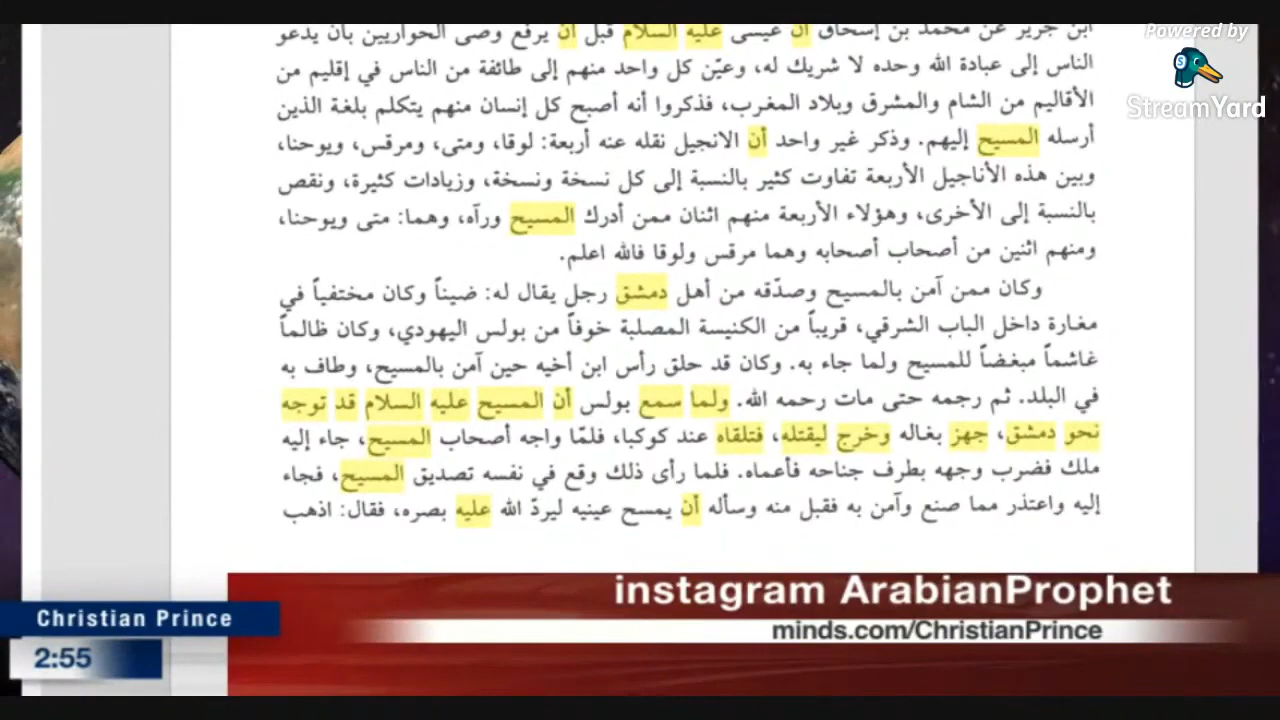 ابن جرير عن محمد بن إسحاق أن عيسى عليه السلام قبل أن يرفع وصى الحواريين بأن يدعو
الناس إلى عبادة الله وحده لا شريك له، وعيّن كل واحد منهم إلى طائفة من الناس في إقليم من
الأقاليم من الشام والمشرق وبلاد المغرب، فذكروا أنه أصبح كل إنسان منهم يتكلم بلغة الذين
أرسله المسيح إليهم. وذكر غير واحد أن الانجيل نقله عنه أربعة: لوقا، ومتى، ومرقس، ويوحنا،
وبين هذه الأناجيل الأربعة تفاوت كثير بالنسبة إلى كل نسخة ونسخة، وزيادات كثيرة، ونقص
بالنسبة إلى الأخرى، وهؤلاء الأربعة منهم اثنان ممن أدرك المسيح ورآه، وهما: متى ويوحنا،
ومنهم اثنين من أصحاب أصحابه وهما مرقس ولوقا فالله اعلم.
وكان ممن آمن بالمسيح وصدّقه من أهل دمشق رجل يقال له: ضيناً وكان مختفياً في
مغارة داخل الباب الشرقي، قريباً من الكنيسة المصلبة خوفاً من بولس اليهودي، وكان ظالماً
غاشماً مبغضاً للمسيح ولما جاء به. وكان قد حلق رأس ابن أخيه حين آمن بالمسيح، وطاف به
في البلد. ثم رجمه حتى مات رحمه الله. ولما سمع بولس أن المسيح عليه السلام قد توجه
نحو دمشق، جهز بغاله وخرج ليقتله، فتلقاه عند كوكبا، فلمّا واجه أصحاب المسيح، جاء إليه
ملك فضرب وجهه بطرف جناحه فأعماه. فلما رأى ذلك وقع في نفسه تصديق المسيح، فجاء
إليه واعتذر مما صنع وآمن به فقبل منه وسأله أن يمسح عينيه ليردّ الله عليه بصره، فقال: اذهب
Powered by
StreamYard
instagram ArabianProphet
minds.com/ChristianPrince
Christian Prince
2:55